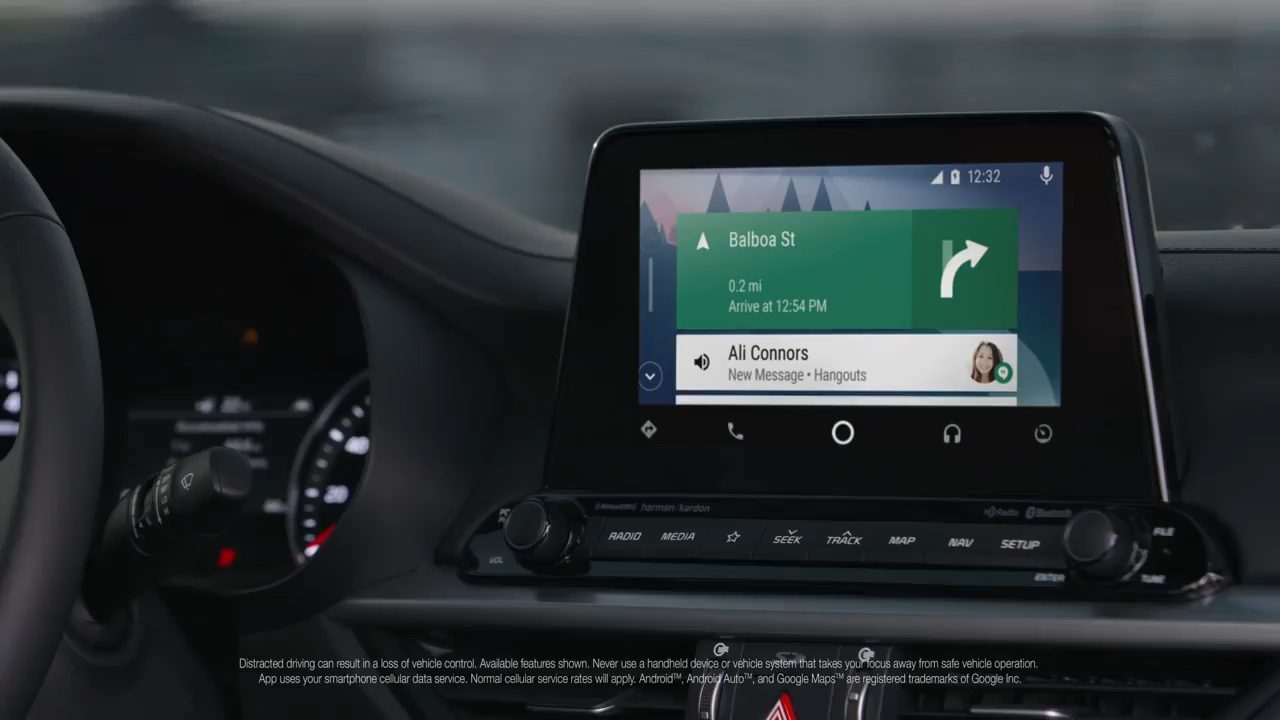 12:32
Balboa St
0.2 mi
Arrive at 12:54 PM
Ali Connors
New Message • Hangouts
harman/kardon
HD Radio Bluetooth
RADIO MEDIA SEEK TRACK MAP NAV SETUP
FILE
VOL
ENTER
TUNE
20
Distracted driving can result in a loss of vehicle control. Available features shown. Never use a handheld device or vehicle system that takes your focus away from safe vehicle operation.
App uses your smartphone cellular data service. Normal cellular service rates will apply. Android™, Android Auto™, and Google Maps™ are registered trademarks of Google Inc.